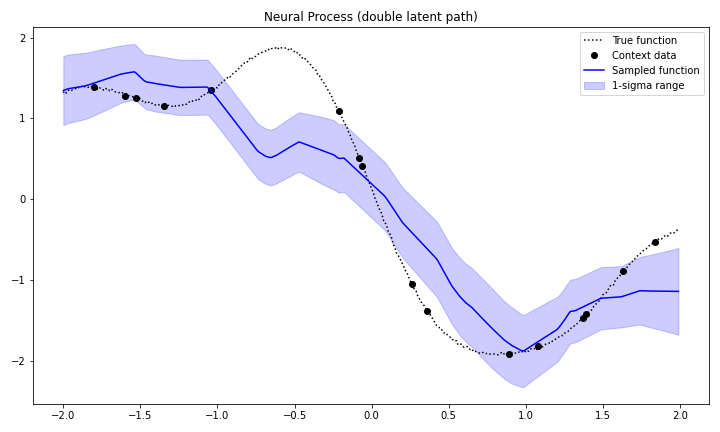 Neural Process (double latent path)
True function
Context data
Sampled function
1-sigma range
2
1
0
−1
−2
−2.0 −1.5 −1.0 −0.5 0.0 0.5 1.0 1.5 2.0